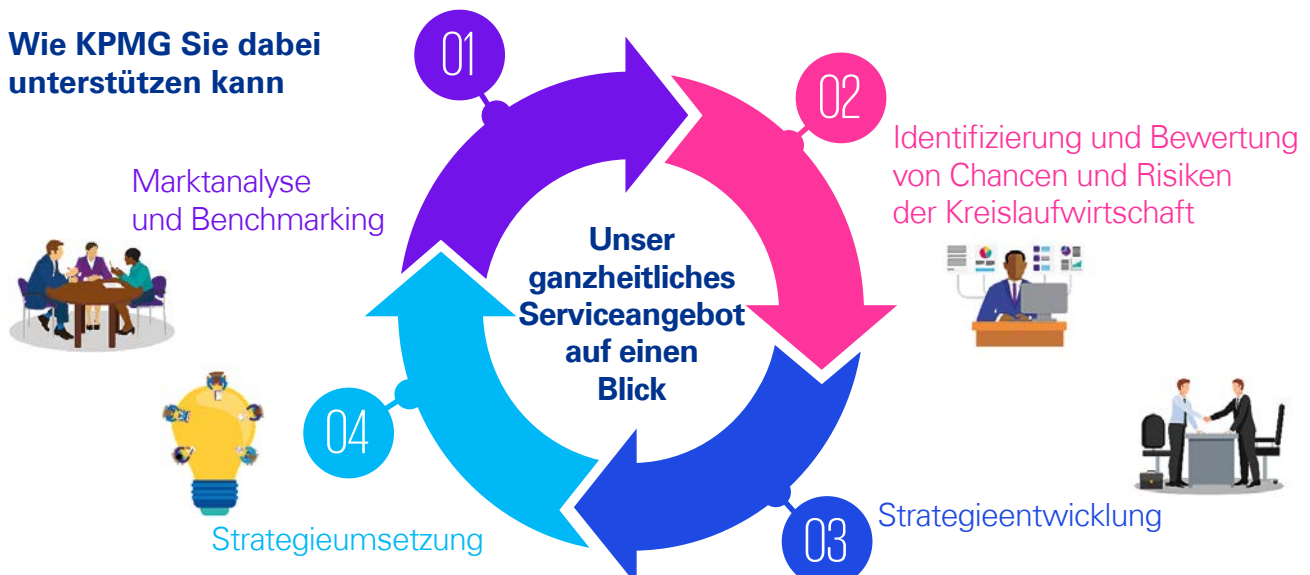 Wie KPMG Sie dabei
unterstützen kann
01
Marktanalyse
und Benchmarking
02
Identifizierung und Bewertung
von Chancen und Risiken
der Kreislaufwirtschaft
Unser
ganzheitliches
Serviceangebot
auf einen
Blick
03
Strategieentwicklung
04
Strategieumsetzung